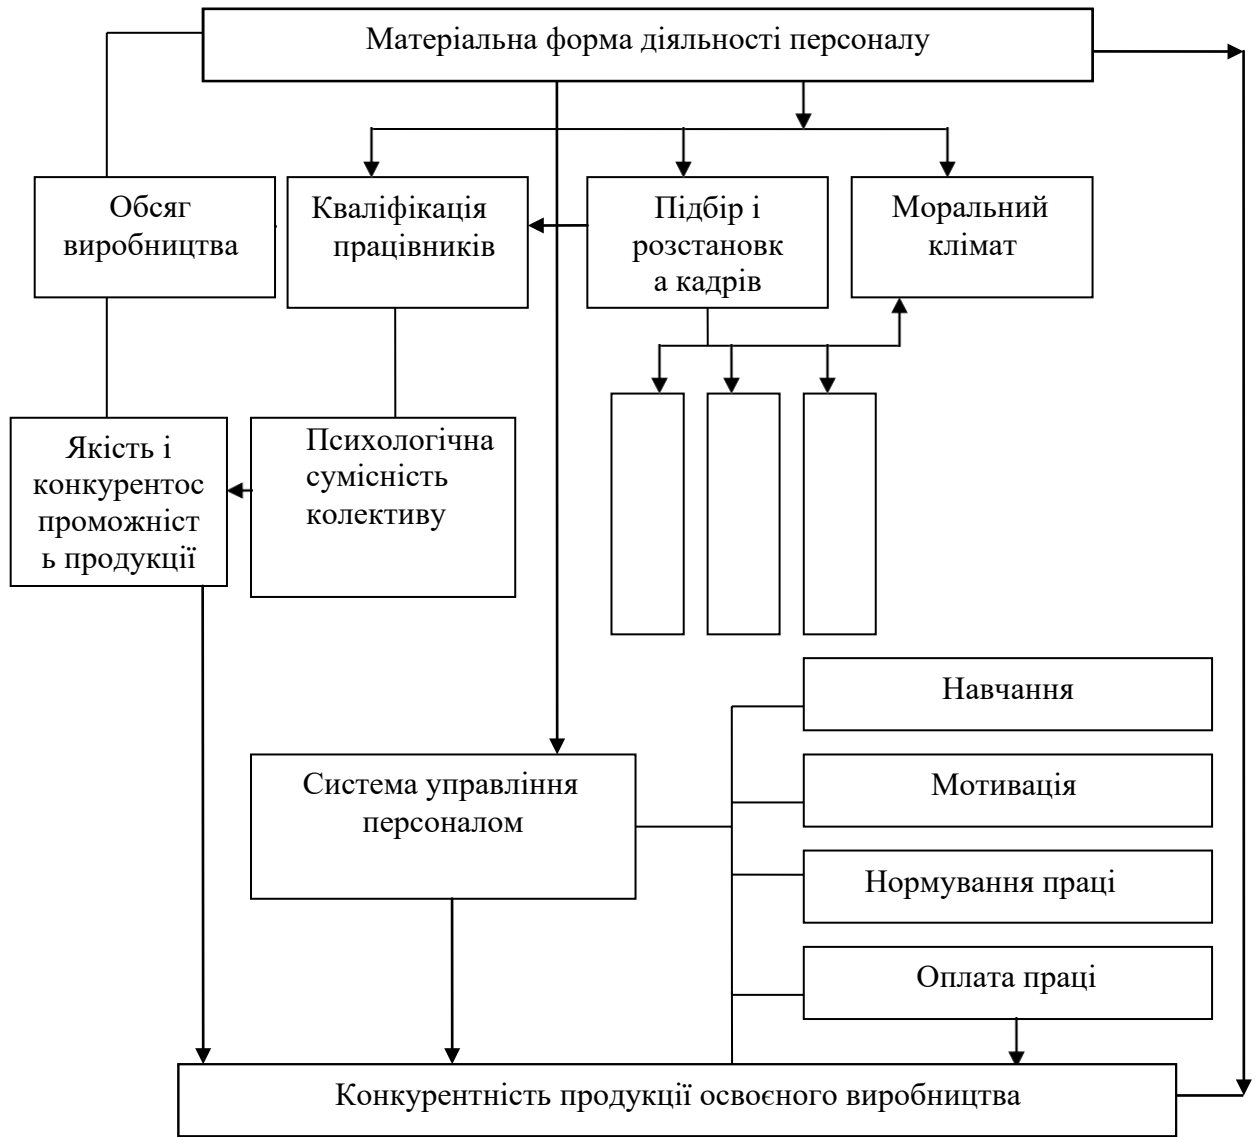 Матеріальна форма діяльності персоналу
Обсяг
виробництва
Кваліфікація
працівників
Підбір і
розстановк
а кадрів
Моральний
клімат
Якість і
конкурентос
проможніст
ь продукції
Психологічна
сумісність
колективу
Навчання
Система управління
персоналом
Мотивація
Нормування праці
Оплата праці
Конкурентність продукції освоєного виробництва